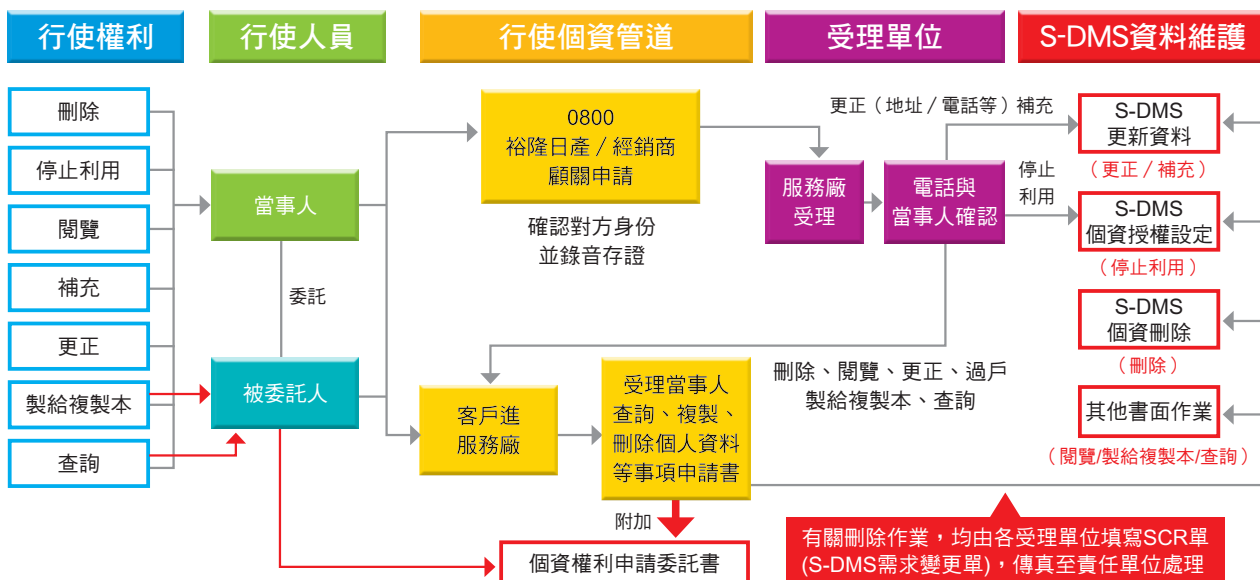 行使權利
行使人員
行使個資管道
受理單位
S-DMS資料維護
刪除
停止利用
閱覽
補充
更正
製給複製本
查詢
當事人
委託
被委託人
0800
裕隆日產／經銷商
顧關申請
確認對方身份
並錄音存證
客戶進
服務廠
受理當事人
查詢、複製、
刪除個人資料
等事項申請書
附加
個資權利申請委託書
服務廠
受理
電話與
當事人確認
更正（地址／電話等）補充
停止
利用
刪除、閱覽、更正、過戶
製給複製本、查詢
S-DMS
更新資料
（更正／補充）
S-DMS
個資授權設定
（停止利用）
S-DMS
個資刪除
（刪除）
其他書面作業
（閱覽/製給複製本/查詢）
有關刪除作業，均由各受理單位填寫SCR單
(S-DMS需求變更單)，傳真至責任單位處理